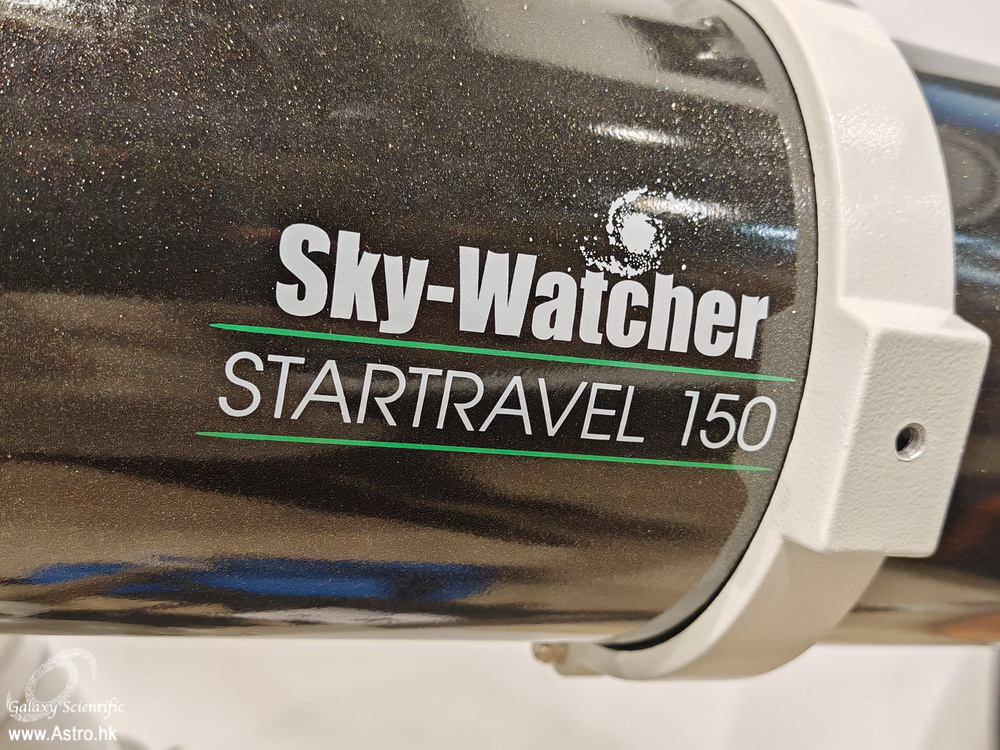 Sky-Watcher
STARTRAVEL 150
Galaxy Scientific
www.Astro.hk